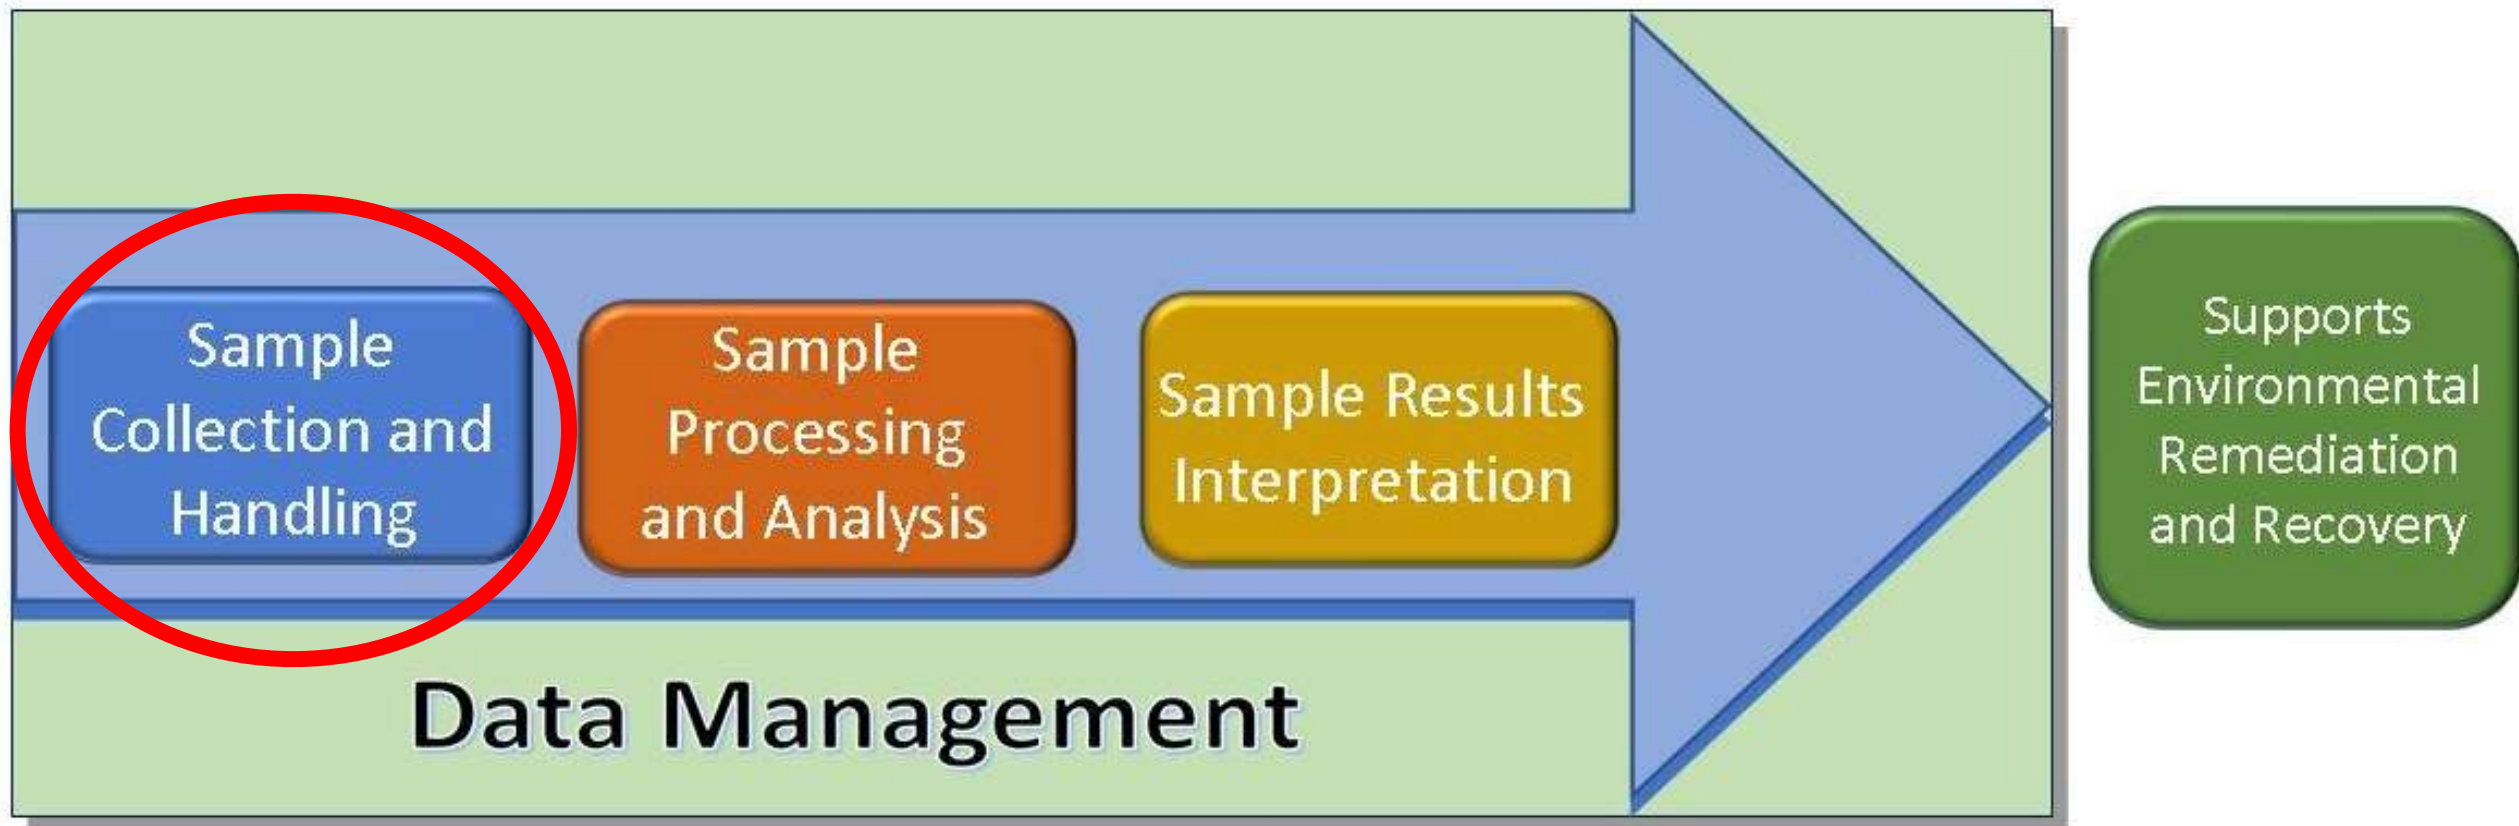 Sample
Collection and
Handling
Sample
Processing
and Analysis
Sample Results
Interpretation
Supports
Environmental
Remediation
and Recovery
Data Management